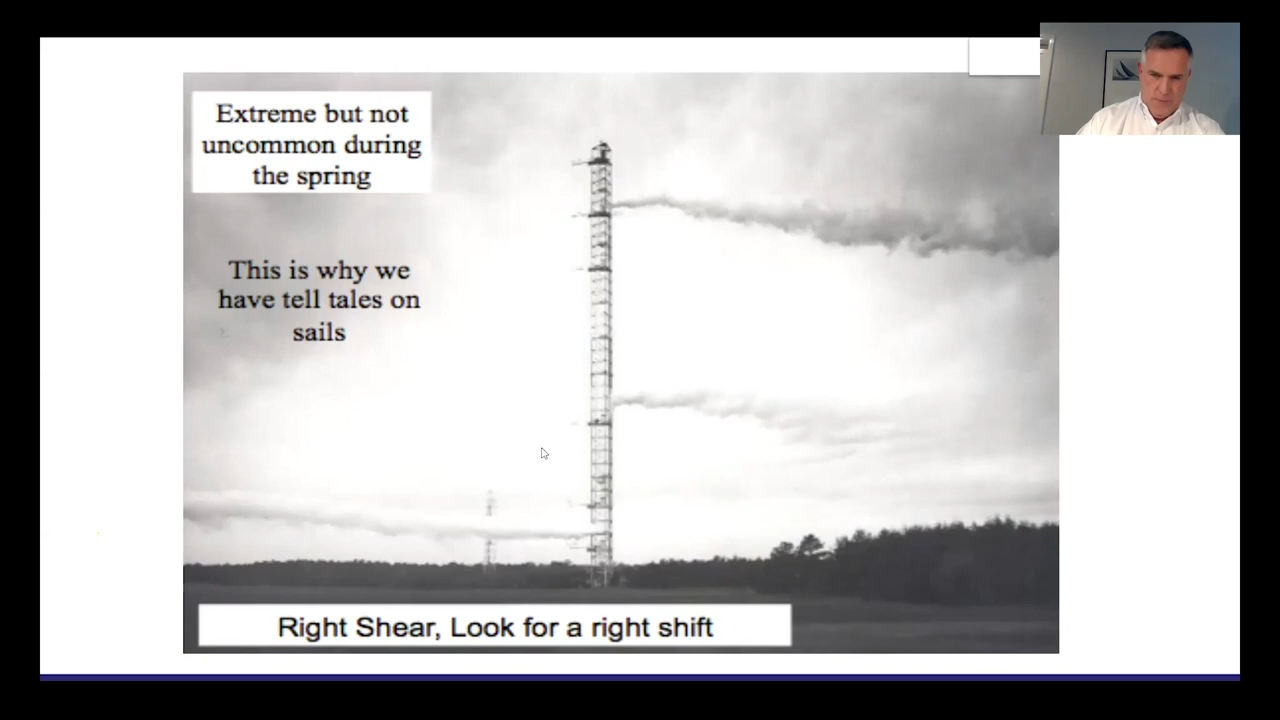 Extreme but not
uncommon during
the spring
This is why we
have tell tales on
sails
Right Shear, Look for a right shift